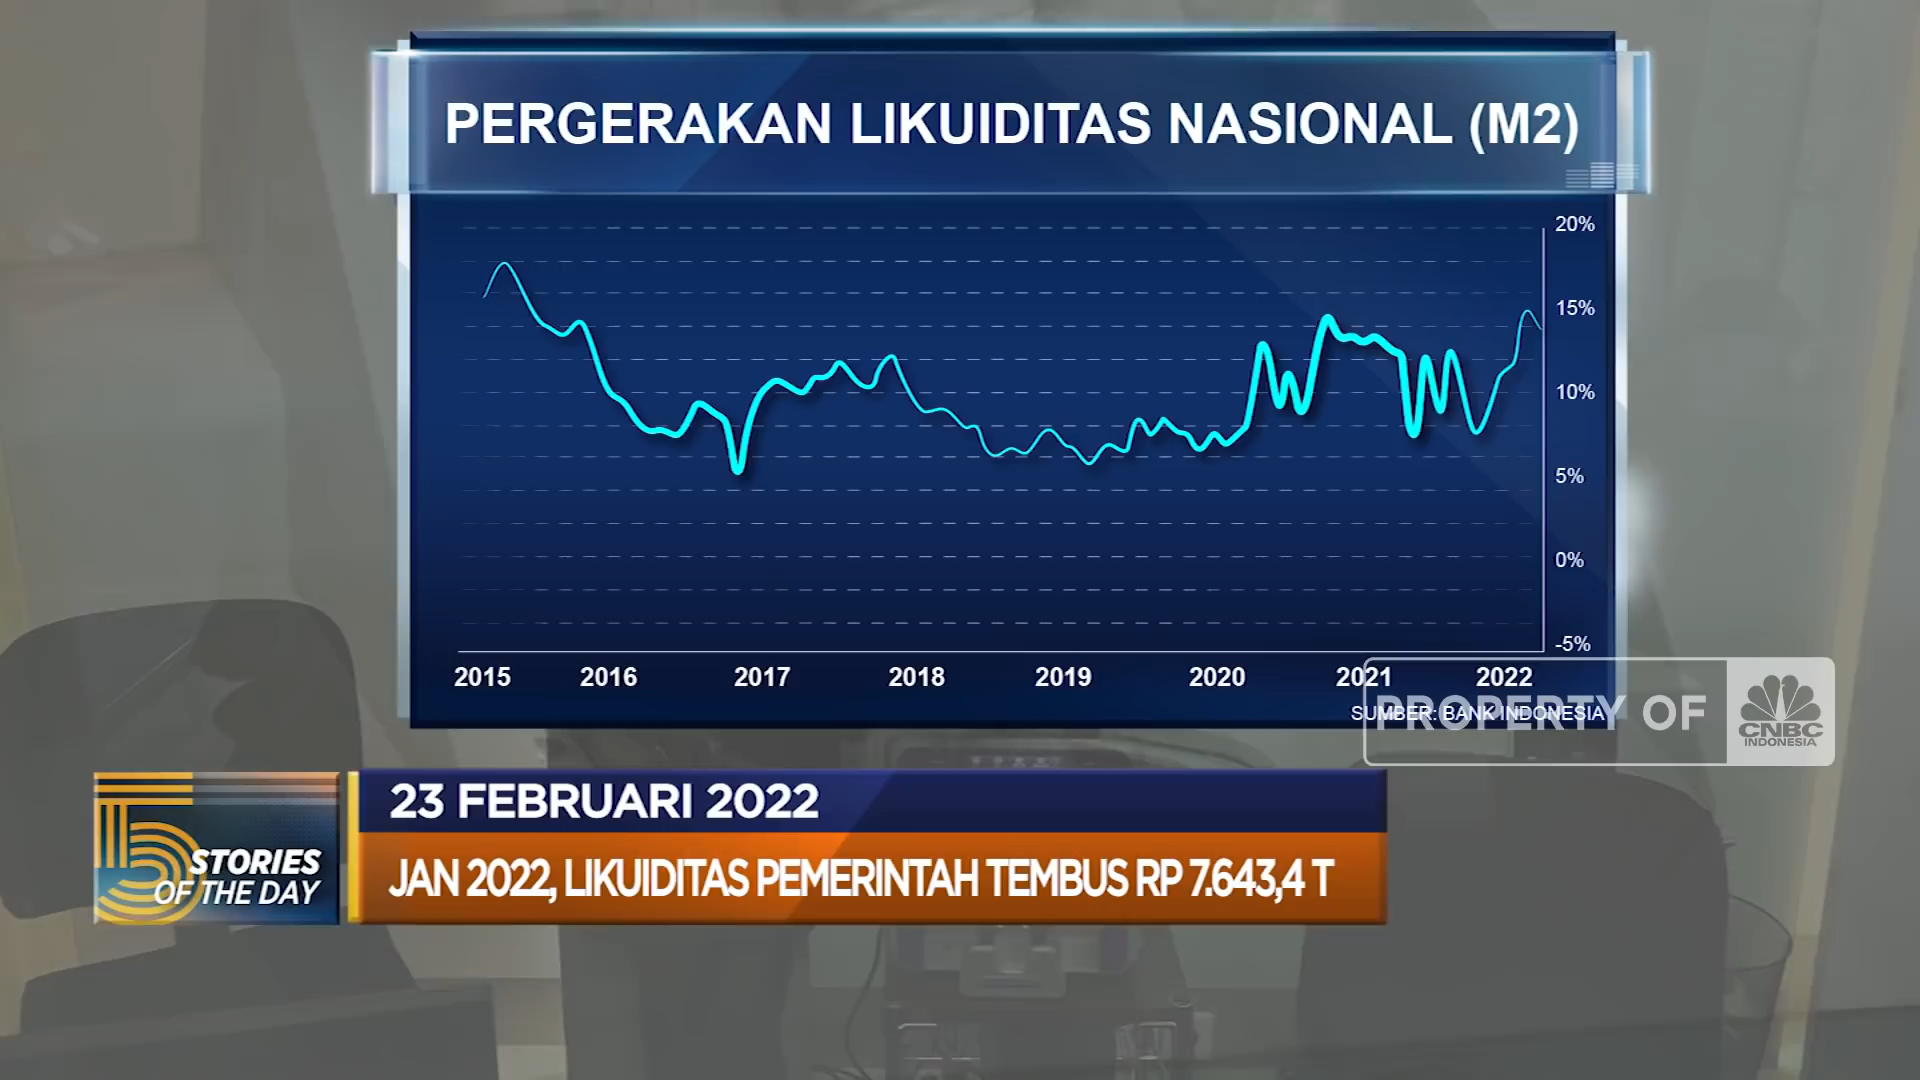 PERGERAKAN LIKUIDITAS NASIONAL (M2)
20%
15%
10%
5%
0%
-5%
2015 2016 2017 2018 2019 2020 2021 2022
SUMBER: BANK INDONESIA
PROPERTY OF
CNBC
INDONESIA
23 FEBRUARI 2022
5 STORIES
OF THE DAY
JAN 2022, LIKUIDITAS PEMERINTAH TEMBUS RP 7.643,4 T